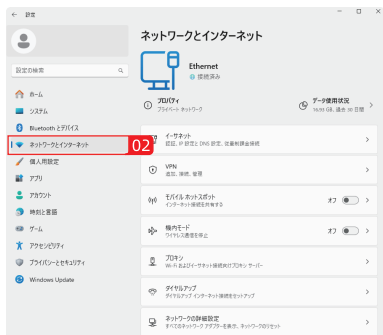 ← 設定
ネットワークとインターネット
Ethernet
接続済み
設定の検索
プロパティ
プライベート ネットワーク
データ使用状況
ホーム
システム
Bluetooth とデバイス
ネットワークとインターネット
02
個人用設定
アプリ
アカウント
時刻と言語
ゲーム
アクセシビリティ
プライバシーとセキュリティ
Windows Update
イーサネット
認証、IP 設定と DNS 設定、従量制課金接続
VPN
追加、接続、管理
モバイル ホットスポット
インターネット接続を共有する
オフ
機内モード
ワイヤレス通信を停止
オフ
プロキシ
Wi-Fi およびイーサネット接続向けプロキシ サーバー
ダイヤルアップ
ダイヤルアップ インターネット接続をセットアップ
ネットワークの詳細設定
すべてのネットワーク アダプターを表示、ネットワークのリセット